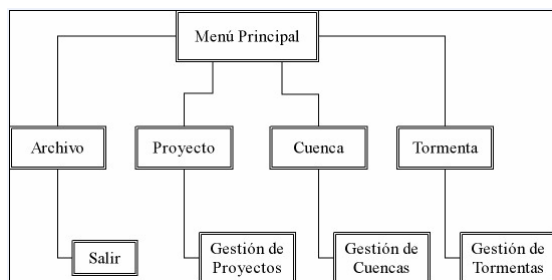 Menú Principal
Archivo
Proyecto
Cuenca
Tormenta
Salir
Gestión de
Proyectos
Gestión de
Cuencas
Gestión de
Tormentas